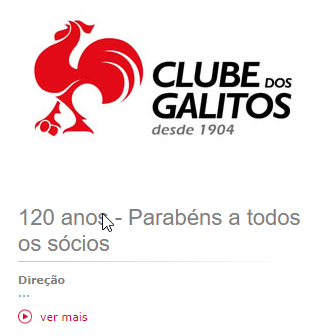 CLUBE DOS
GALITOS
desde 1904
120 anos - Parabéns a todos
os sócios
Direção
...
ver mais